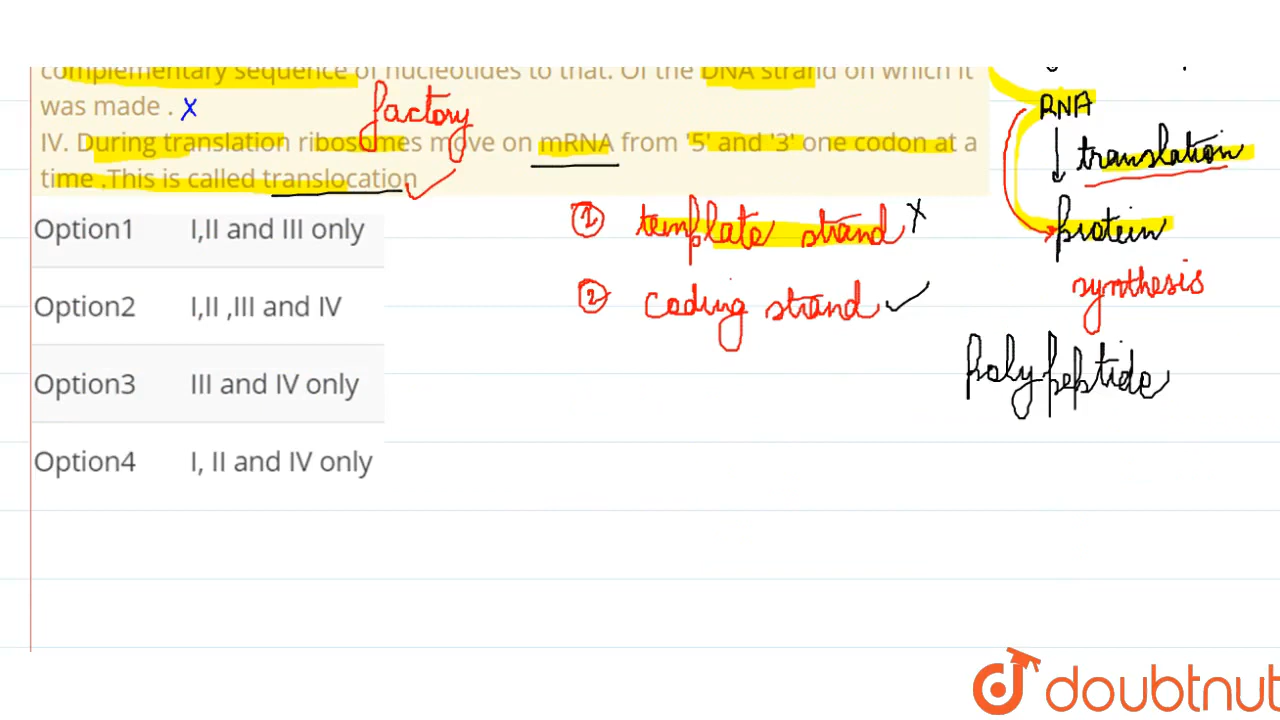 complementary sequence of nucleotides to that. Of the DNA strand on which it
was made . X
factory
IV. During translation ribosomes move on mRNA from '5' and '3' one codon at a
time .This is called translocation
Option1 I,II and III only
Option2 I,II ,III and IV
Option3 III and IV only
Option4 I, II and IV only
① template strand X
② coding strand
RNA
translation
protein
synthesis
polypeptide
doubtnut